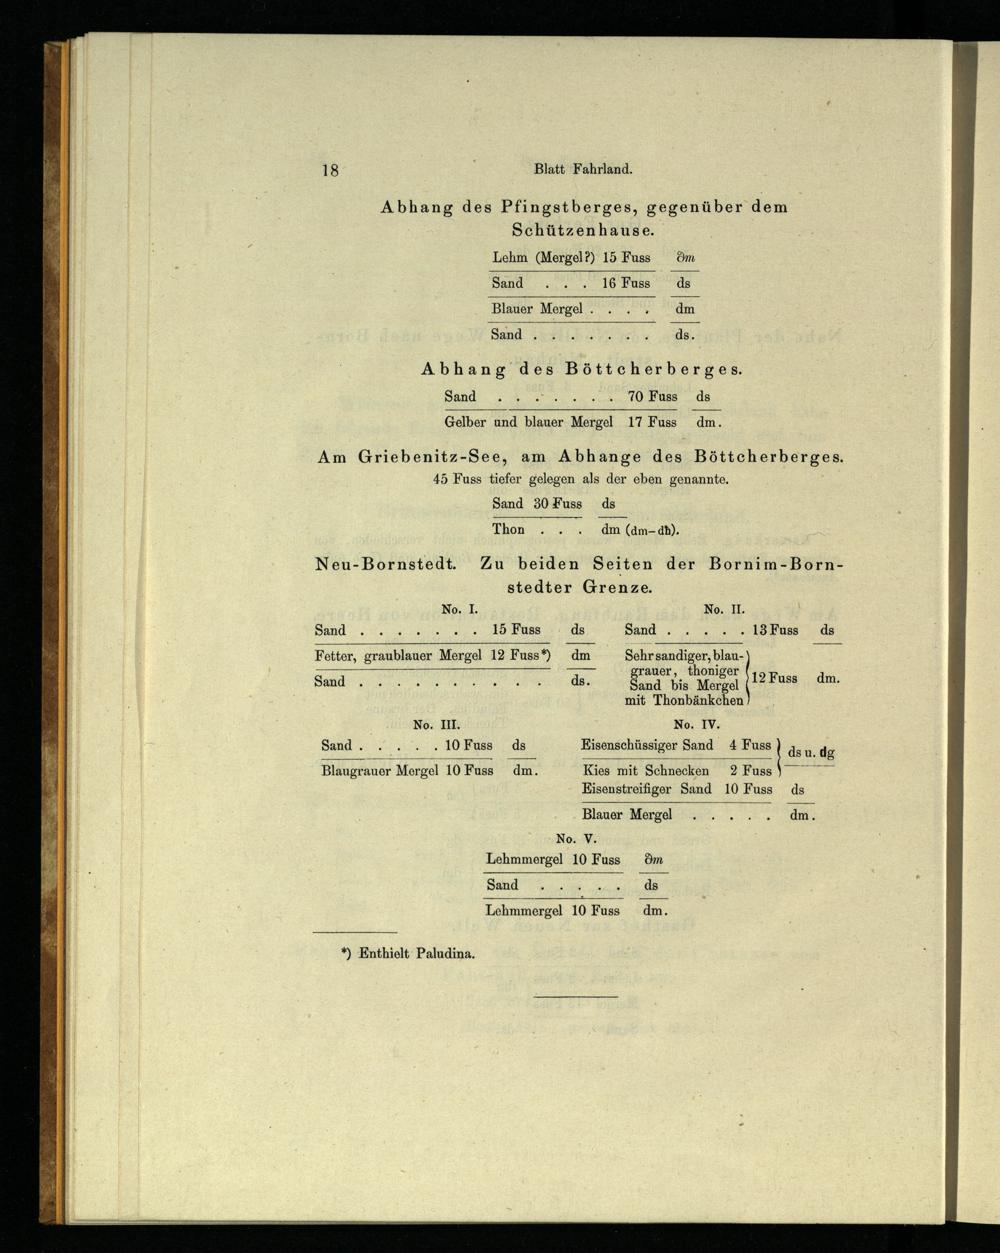 18 Blatt Fahrland.
Abhang des Pfingstberges, gegenüber dem
Schützenhause.
Lehm (Mergel?) 15 Fuss ∂m
Sand . . . 16 Fuss ds
Blauer Mergel . . . . dm
Sand . . . . . . . ds.
Abhang des Böttcherberges.
Sand . . . . . . . 70 Fuss ds
Gelber und blauer Mergel 17 Fuss dm.
Am Griebenitz-See, am Abhange des Böttcherberges.
45 Fuss tiefer gelegen als der eben genannte.
Sand 30 Fuss ds
Thon . . . dm (dm–dħ).
Neu-Bornstedt. Zu beiden Seiten der Bornim-Born-
stedter Grenze.
No. I.
Sand . . . . . . . 15 Fuss ds
Fetter, graublauer Mergel 12 Fuss*) dm
Sand . . . . . . . . . . ds.
No. II.
Sand . . . . . 13 Fuss ds
Sehr sandiger, blau-
grauer, thoniger
Sand bis Mergel
mit Thonbänkchen
12 Fuss dm.
No. III.
Sand . . . . . 10 Fuss ds
Blaugrauer Mergel 10 Fuss dm.
No. IV.
Eisenschüssiger Sand 4 Fuss
Kies mit Schnecken 2 Fuss
ds u. dg
Eisenstreifiger Sand 10 Fuss ds
Blauer Mergel . . . . . dm.
No. V.
Lehmmergel 10 Fuss ∂m
Sand . . . . . ds
Lehmmergel 10 Fuss dm.
*) Enthielt Paludina.